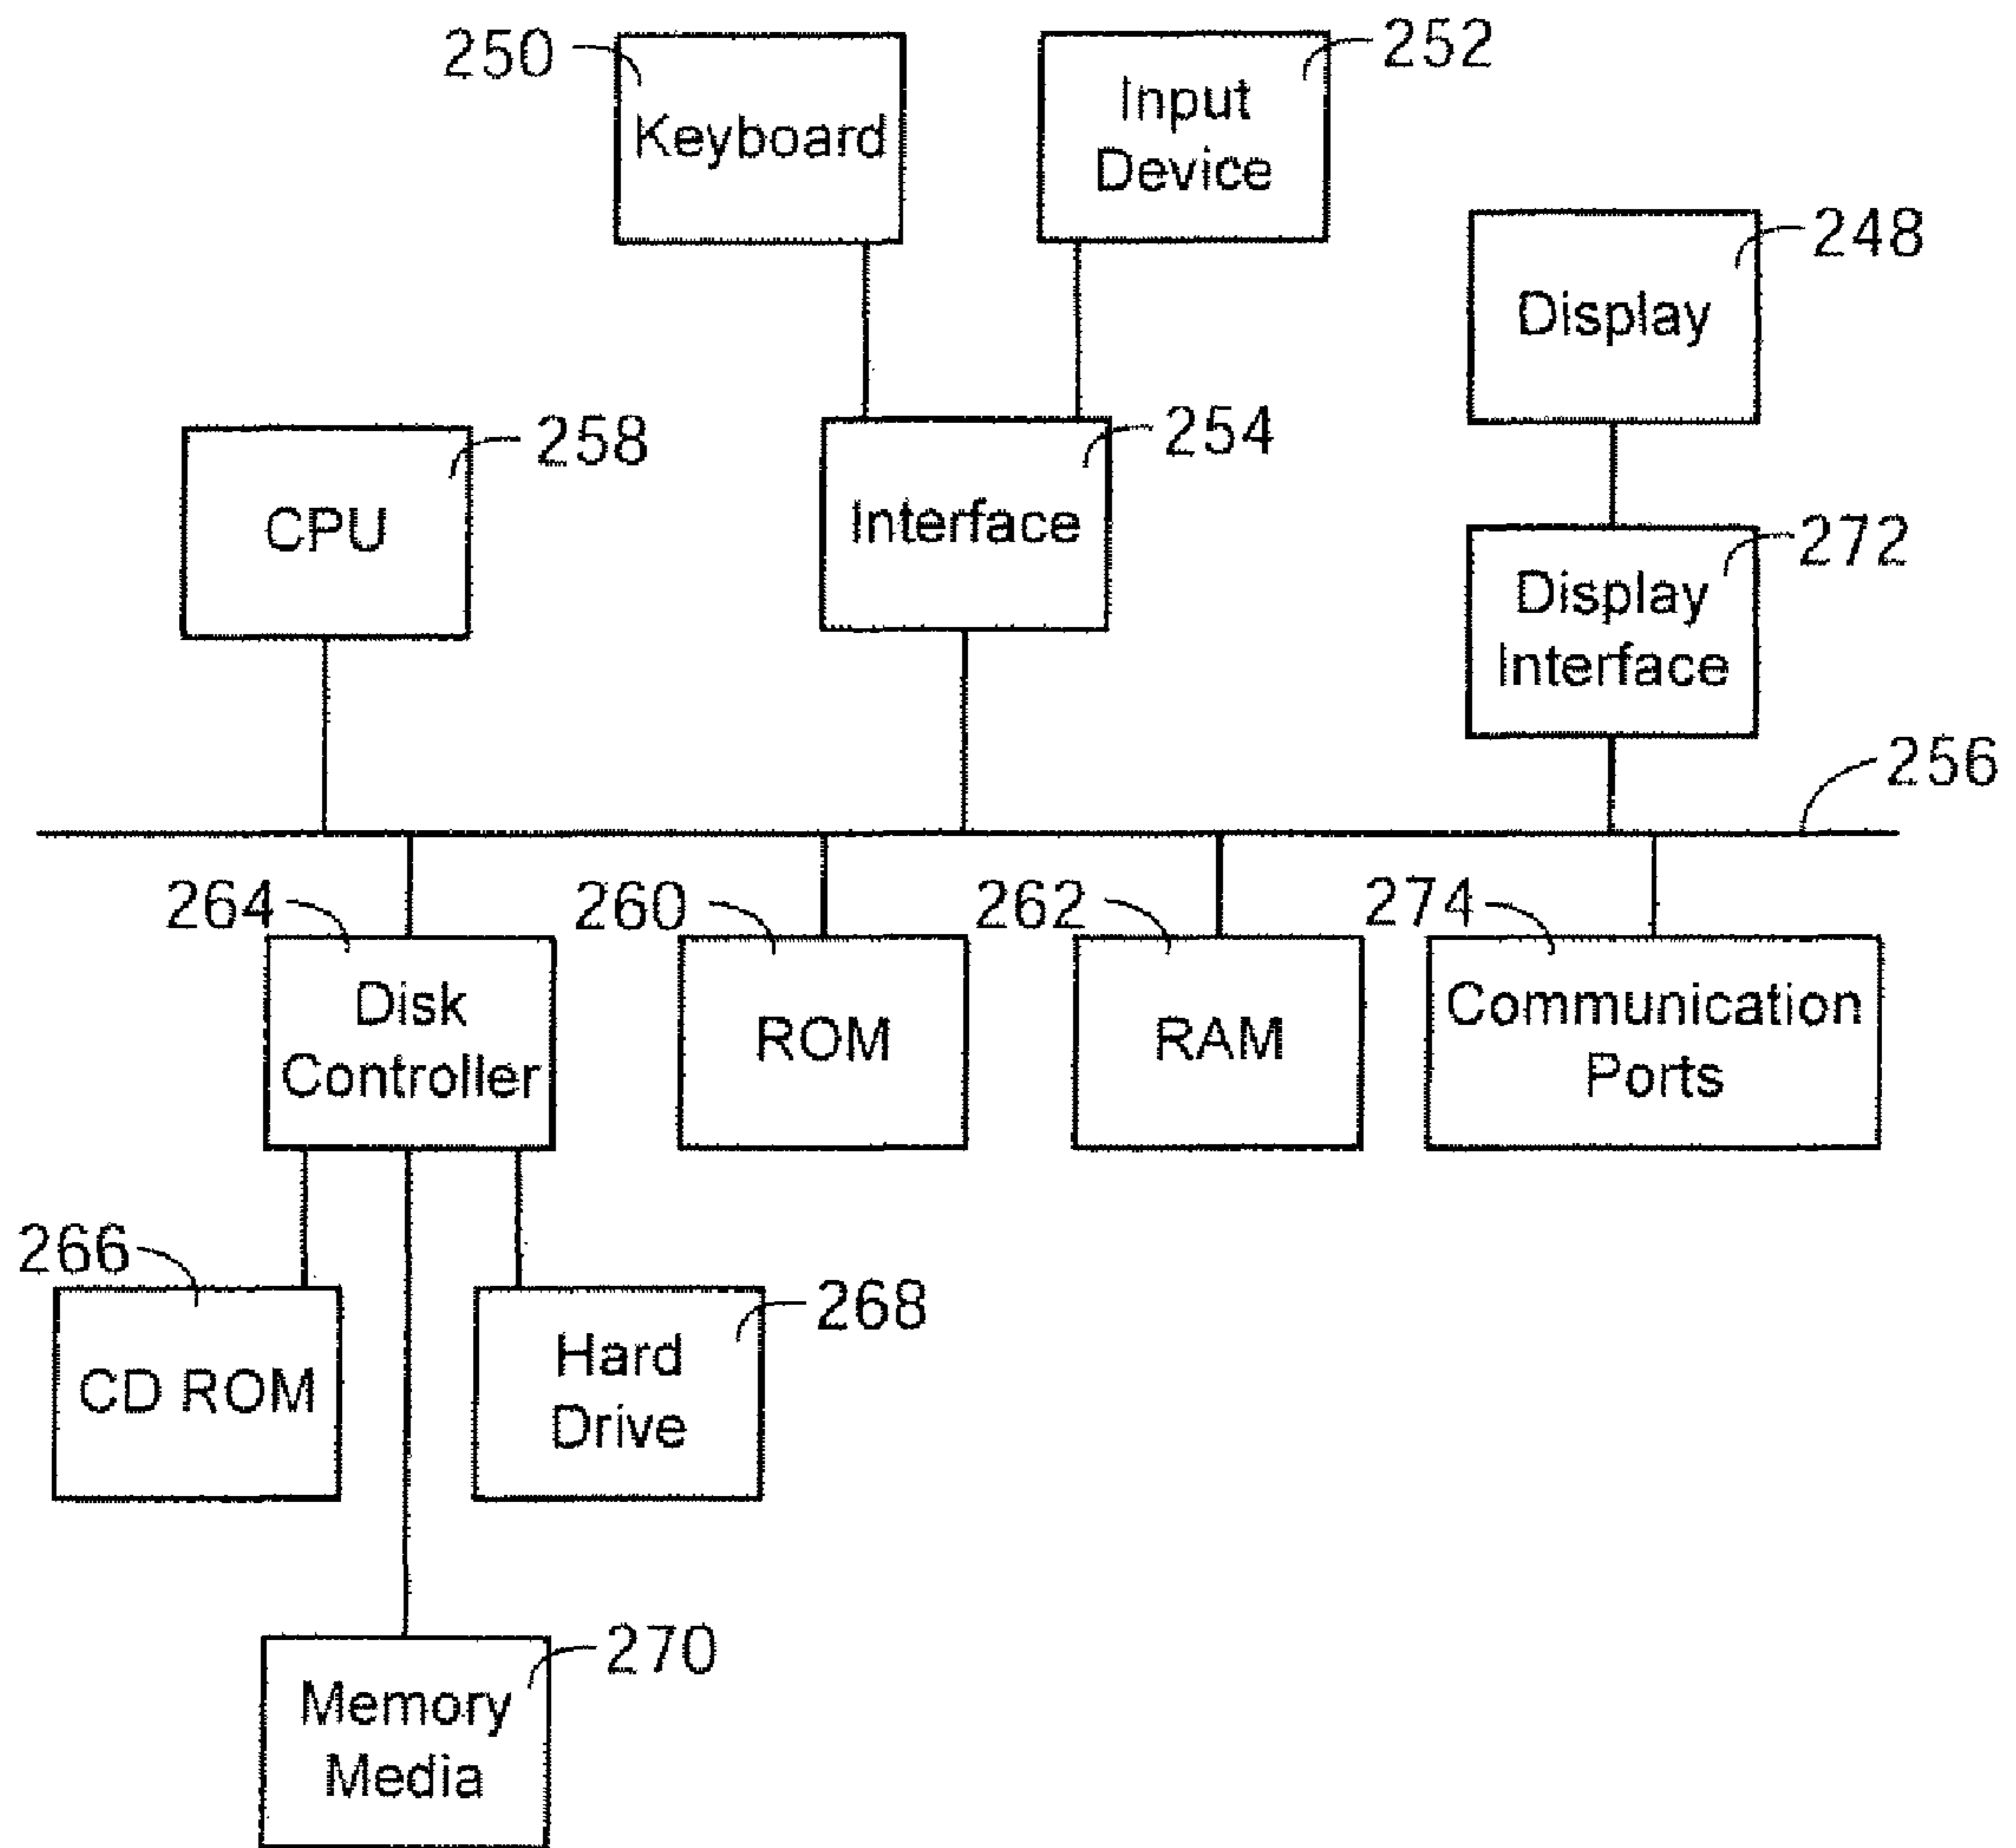 250
Keyboard
252
Input
Device
248
Display
258
CPU
254
Interface
272
Display
Interface
256
264
Disk
Controller
260
ROM
262
RAM
274
Communication
Ports
266
CD ROM
268
Hard
Drive
270
Memory
Media